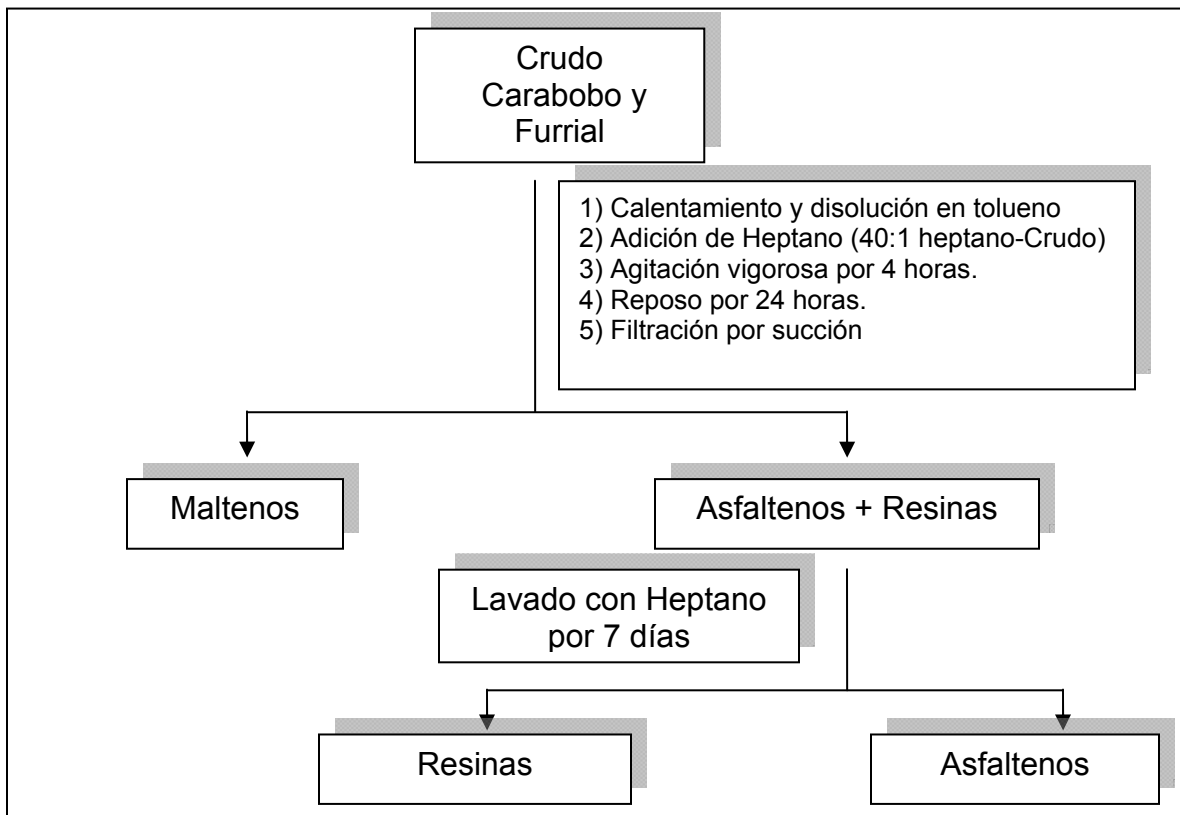 Crudo
Carabobo y
Furrial
1) Calentamiento y disolución en tolueno
2) Adición de Heptano (40:1 heptano-Crudo)
3) Agitación vigorosa por 4 horas.
4) Reposo por 24 horas.
5) Filtración por succión
Maltenos
Asfaltenos + Resinas
Lavado con Heptano
por 7 días
Resinas
Asfaltenos